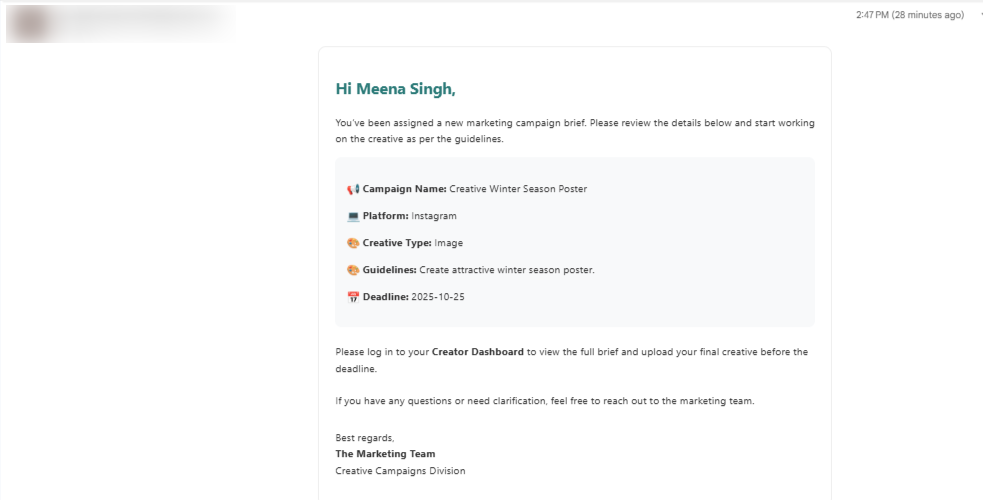 2:47 PM (28 minutes ago)
Hi Meena Singh,
You've been assigned a new marketing campaign brief. Please review the details below and start working
on the creative as per the guidelines.
📢 Campaign Name: Creative Winter Season Poster
💻 Platform: Instagram
🎨 Creative Type: Image
🎨 Guidelines: Create attractive winter season poster.
📅 Deadline: 2025-10-25
Please log in to your Creator Dashboard to view the full brief and upload your final creative before the
deadline.
If you have any questions or need clarification, feel free to reach out to the marketing team.
Best regards,
The Marketing Team
Creative Campaigns Division